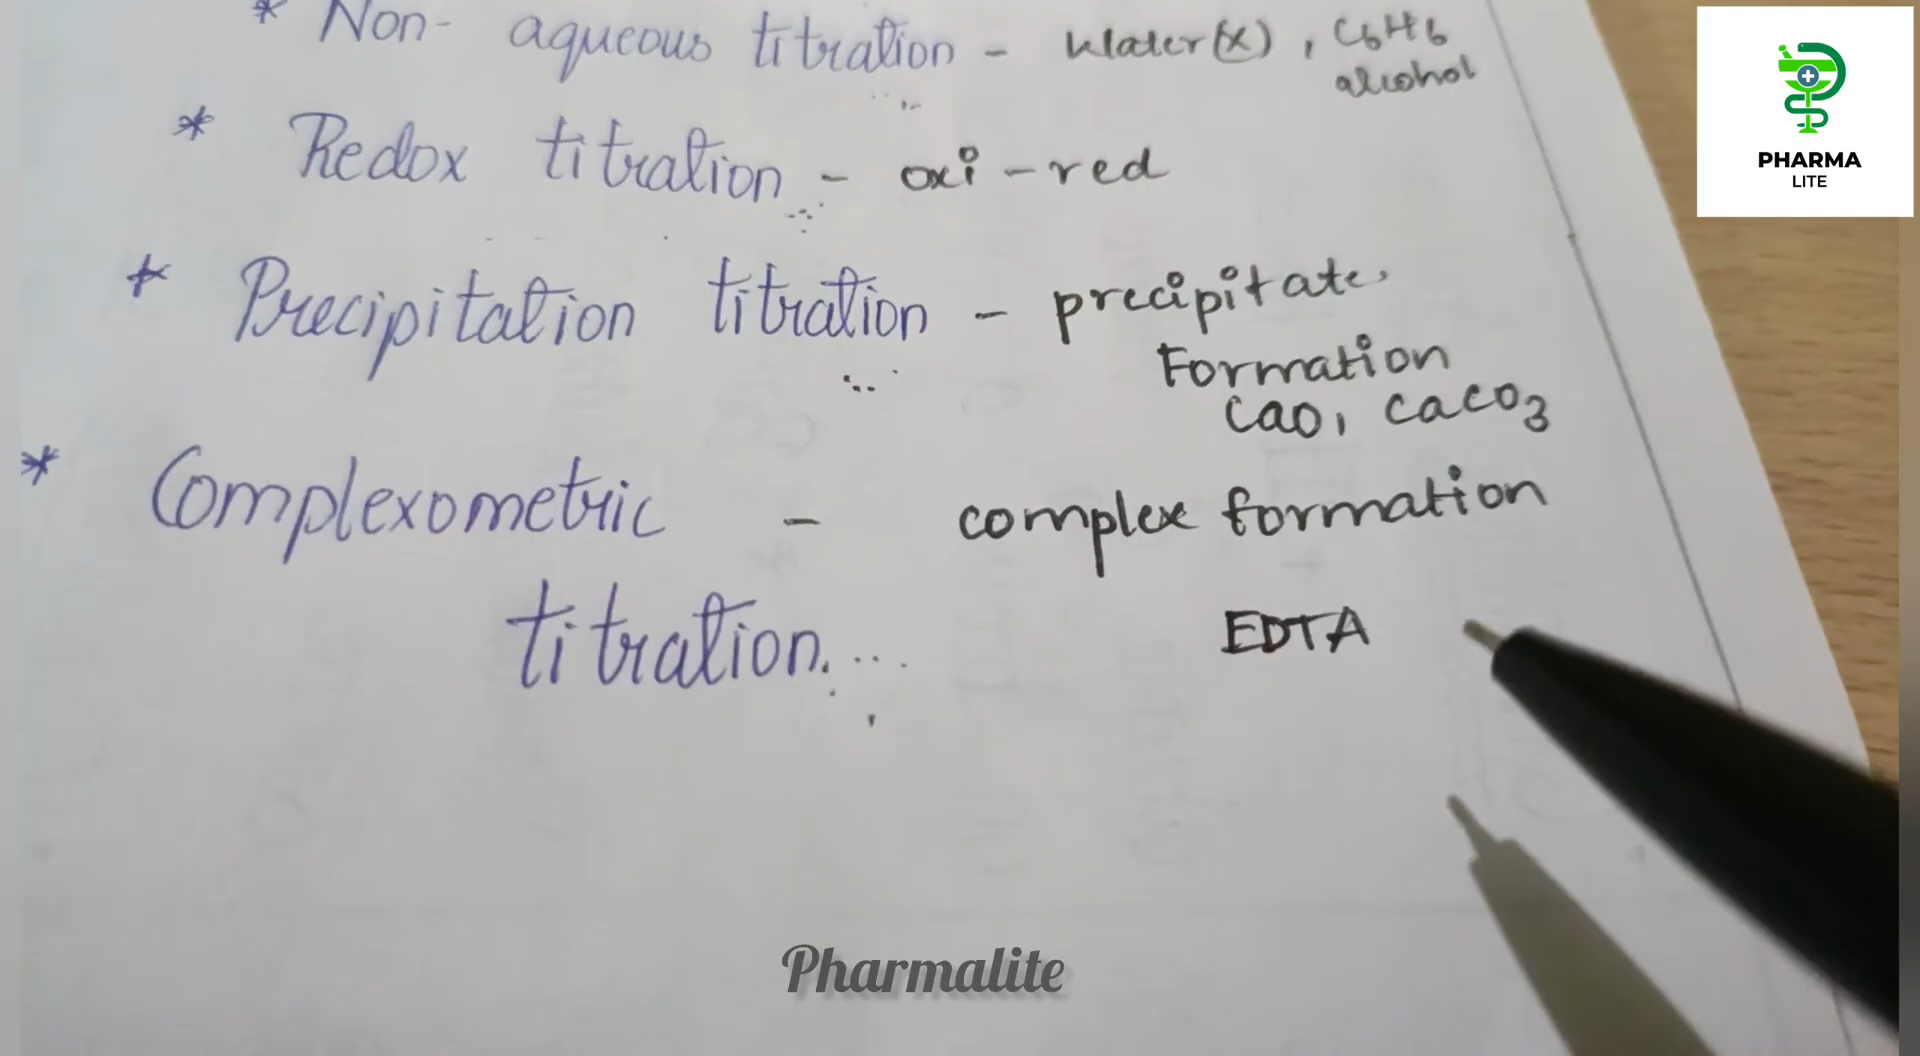 * Non- aqueous titration - Water(x), C6H6
alcohol
* Redox titration - oxi - red
* Precipitation titration - precipitate
Formation
CaO, CaCO3
* Complexometric - complex formation
titration. EDTA
PHARMA
LITE
Pharmalite